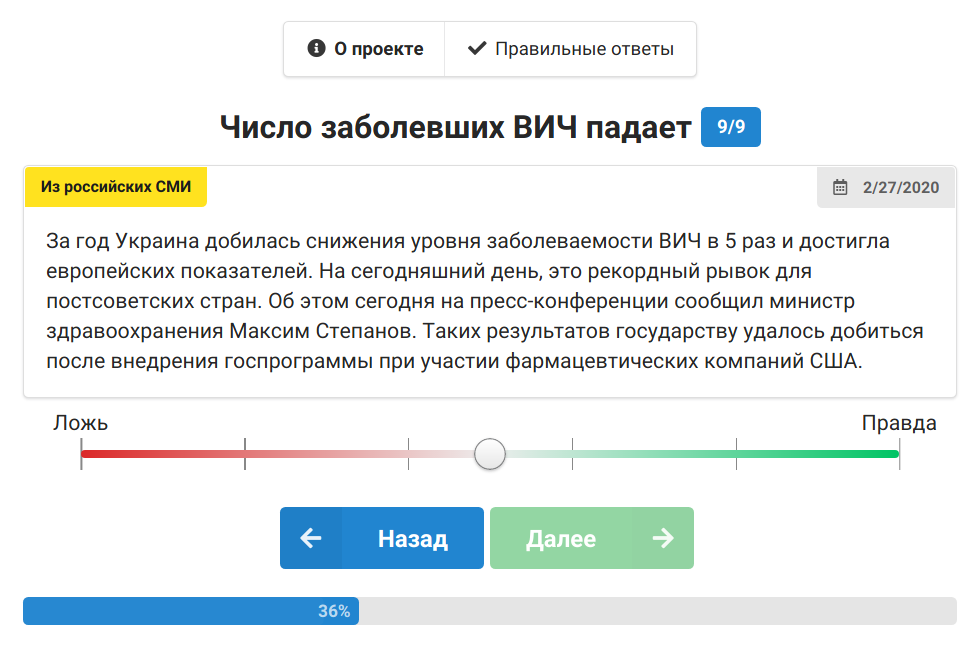 О проекте
Правильные ответы
Число заболевших ВИЧ падает 9/9
Из российских СМИ
2/27/2020
За год Украина добилась снижения уровня заболеваемости ВИЧ в 5 раз и достигла
европейских показателей. На сегодняшний день, это рекордный рывок для
постсоветских стран. Об этом сегодня на пресс-конференции сообщил министр
здравоохранения Максим Степанов. Таких результатов государству удалось добиться
после внедрения госпрограммы при участии фармацевтических компаний США.
Ложь
Правда
Назад
Далее
36%